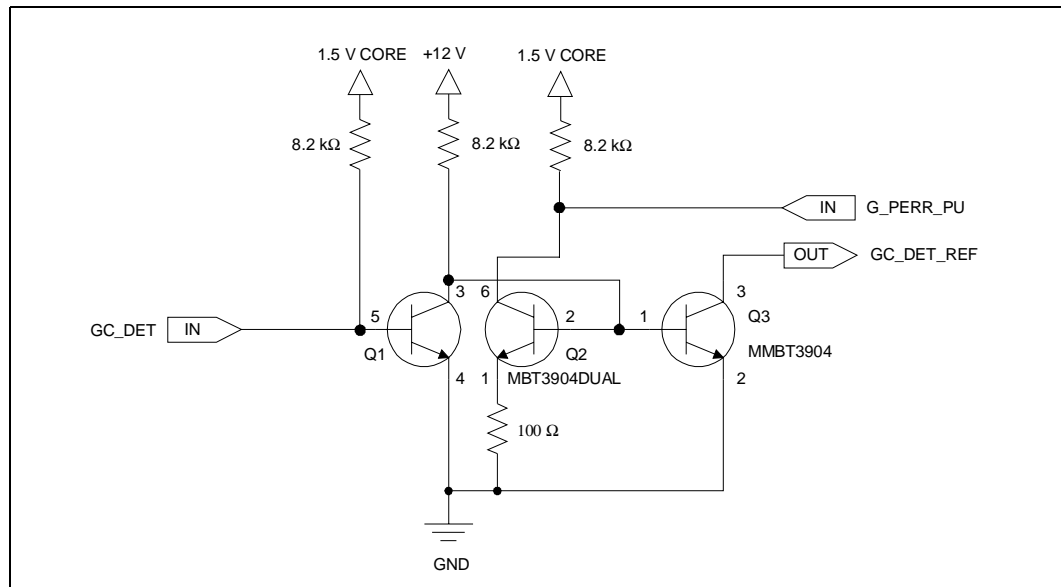 1.5 V CORE
+12 V
1.5 V CORE
8.2 kΩ
8.2 kΩ
8.2 kΩ
IN
G_PERR_PU
OUT
GC_DET_REF
3
6
3
GC_DET
IN
5
2
1
Q3
Q1
Q2
MMBT3904
4
1
MBT3904DUAL
2
100 Ω
GND